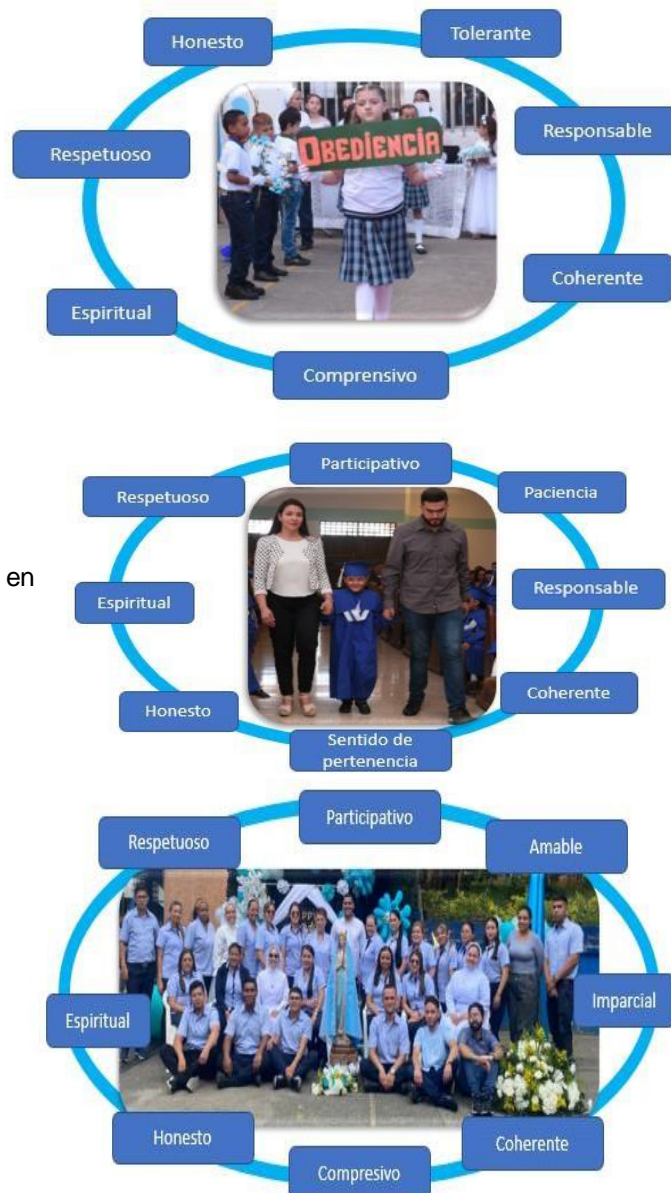 Honesto
Tolerante
Respetuoso
OBEDIENCIA
Responsable
Espiritual
Coherente
Comprensivo
Participativo
Respetuoso
Paciencia
en
Espiritual
Responsable
Honesto
Coherente
Sentido de
pertenencia
Participativo
Respetuoso
Amable
Espiritual
Imparcial
Honesto
Coherente
Compresivo